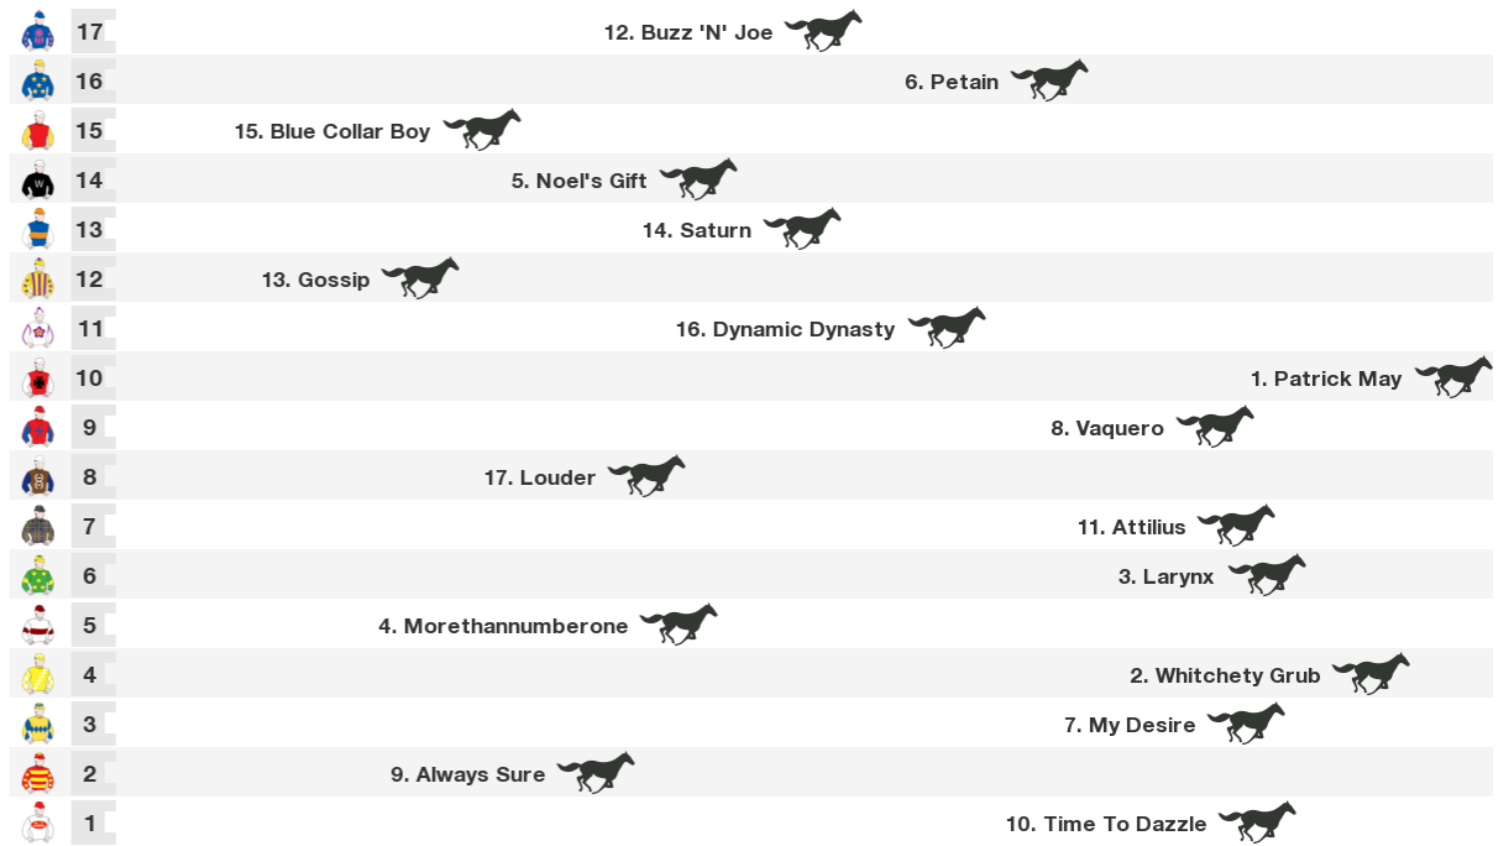 17 12. Buzz 'N' Joe
16 6. Petain
15 15. Blue Collar Boy
14 W 5. Noel's Gift
13 14. Saturn
12 13. Gossip
11 16. Dynamic Dynasty
10 1. Patrick May
9 8. Vaquero
8 17. Louder
7 11. Attilius
6 3. Larynx
5 4. Morethannumberone
4 2. Whitchety Grub
3 7. My Desire
2 9. Always Sure
1 10. Time To Dazzle